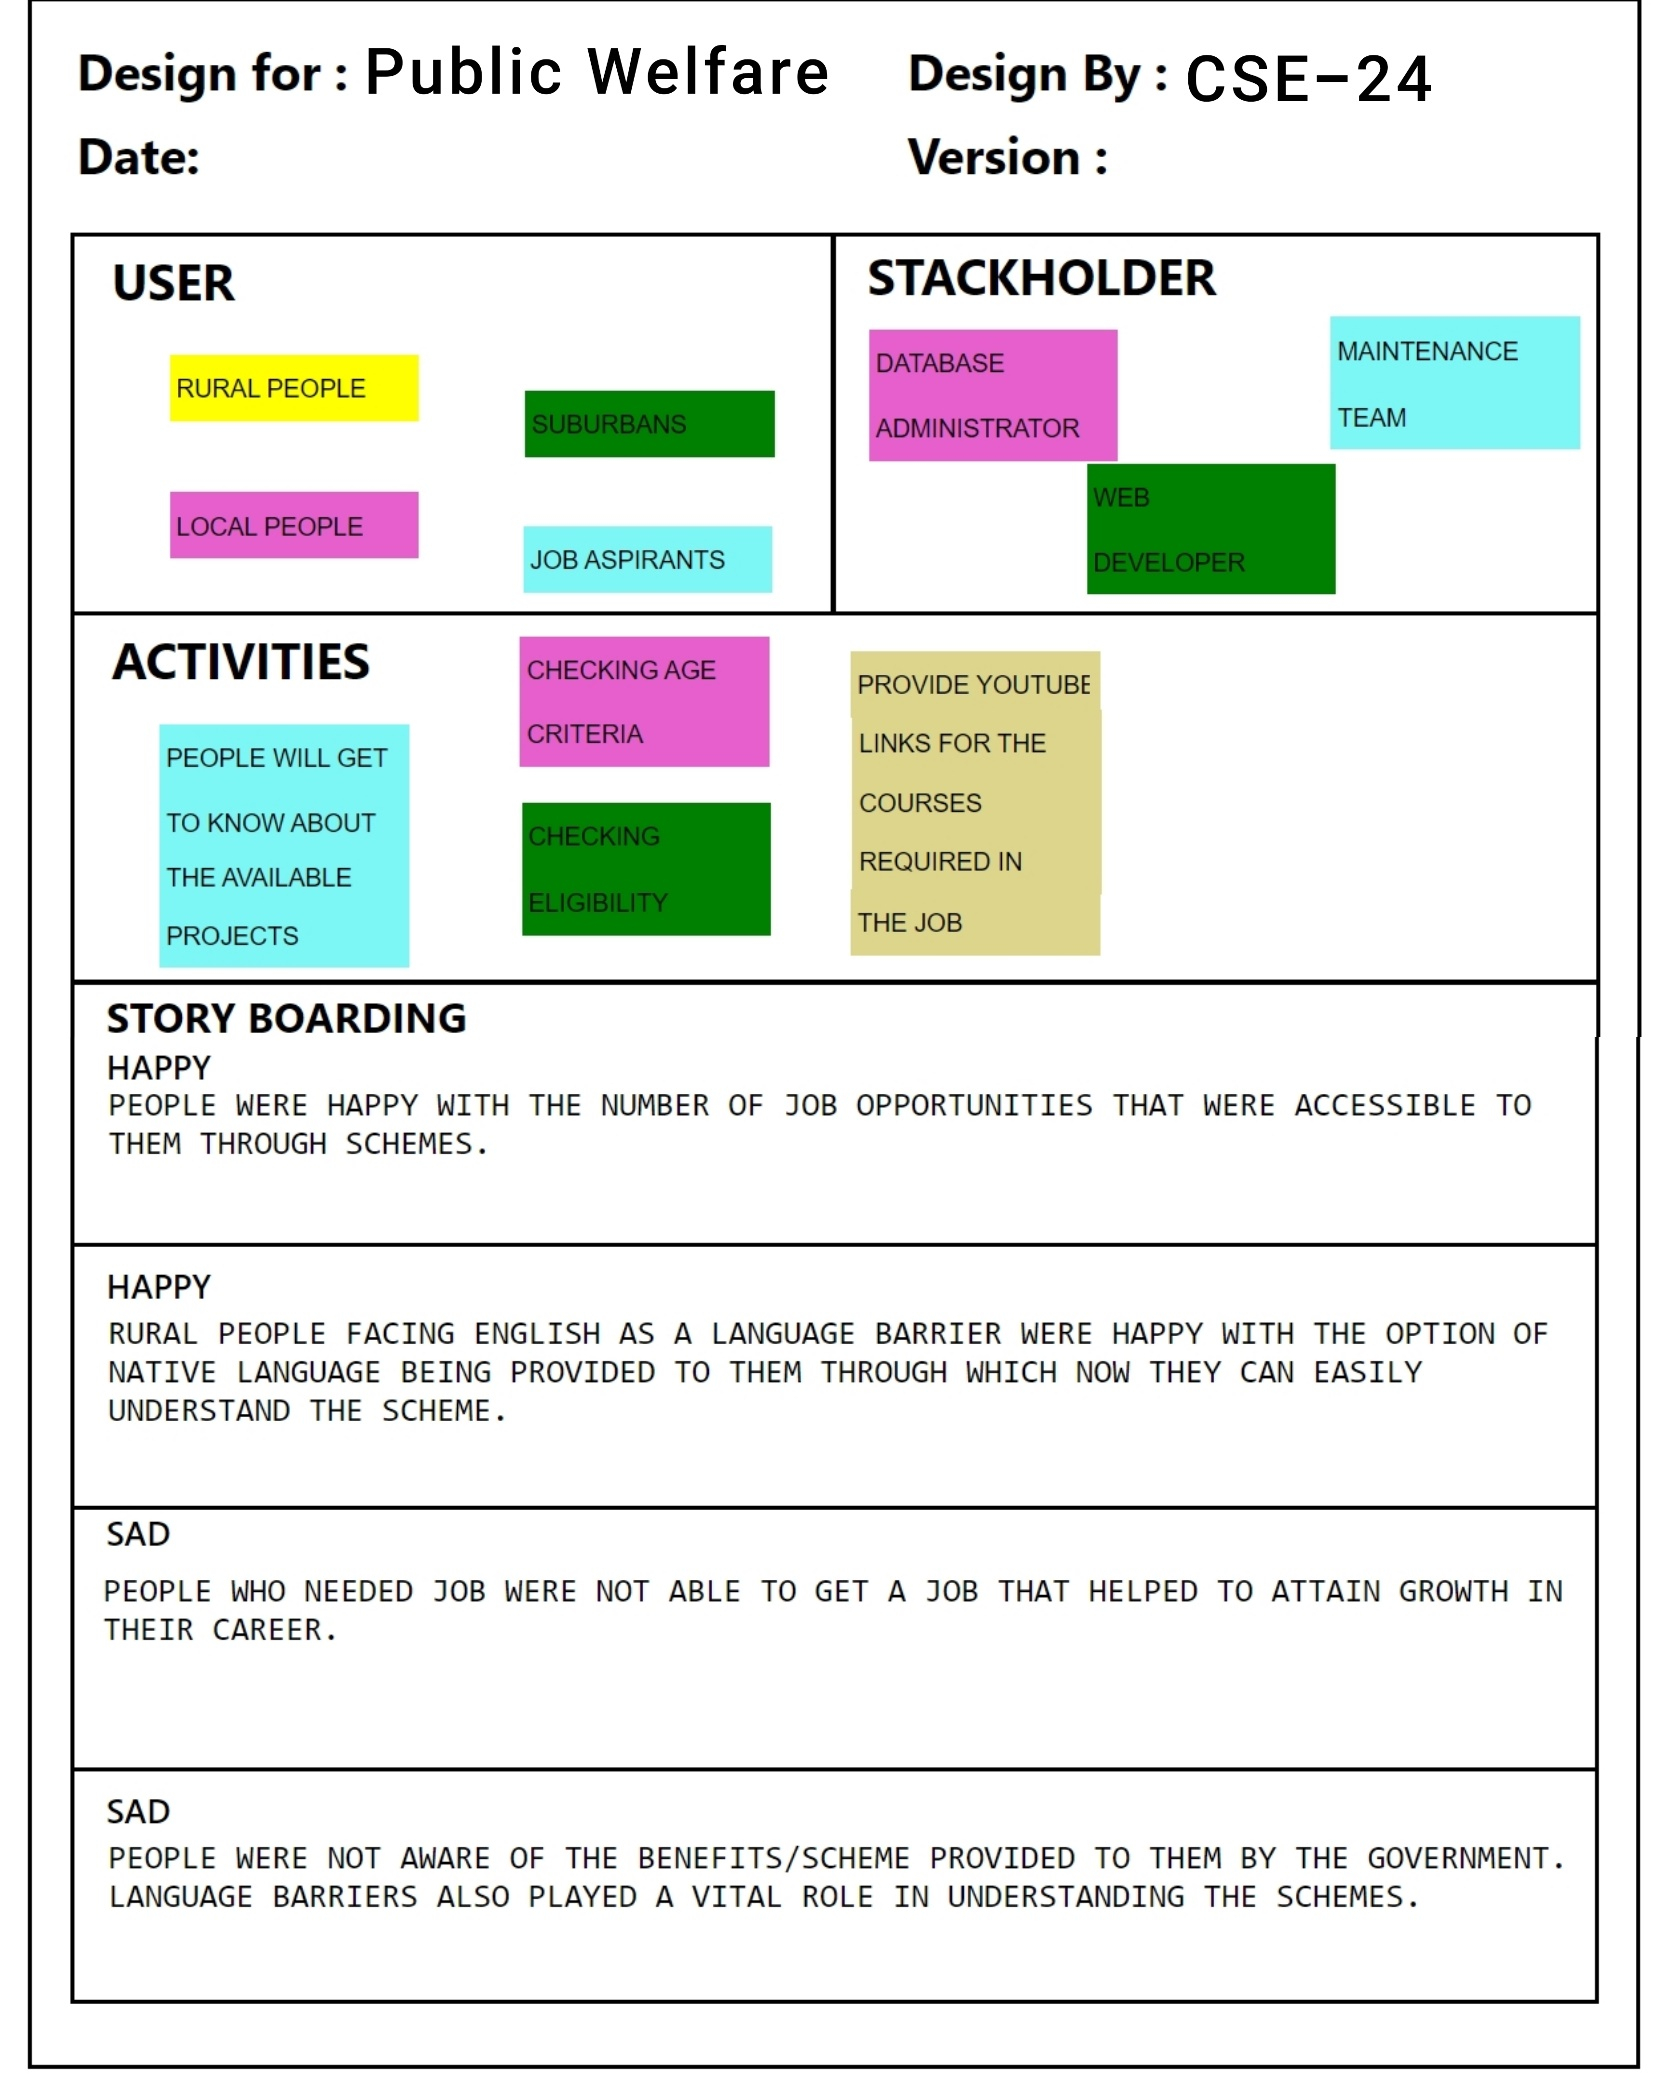 Design for : Public Welfare
Design By : CSE-24
Date:
Version :
USER
RURAL PEOPLE
SUBURBANS
LOCAL PEOPLE
JOB ASPIRANTS
STACKHOLDER
DATABASE
ADMINISTRATOR
MAINTENANCE
TEAM
WEB
DEVELOPER
ACTIVITIES
PEOPLE WILL GET
TO KNOW ABOUT
THE AVAILABLE
PROJECTS
CHECKING AGE
CRITERIA
CHECKING
ELIGIBILITY
PROVIDE YOUTUBE
LINKS FOR THE
COURSES
REQUIRED IN
THE JOB
STORY BOARDING
HAPPY
PEOPLE WERE HAPPY WITH THE NUMBER OF JOB OPPORTUNITIES THAT WERE ACCESSIBLE TO
THEM THROUGH SCHEMES.
HAPPY
RURAL PEOPLE FACING ENGLISH AS A LANGUAGE BARRIER WERE HAPPY WITH THE OPTION OF
NATIVE LANGUAGE BEING PROVIDED TO THEM THROUGH WHICH NOW THEY CAN EASILY
UNDERSTAND THE SCHEME.
SAD
PEOPLE WHO NEEDED JOB WERE NOT ABLE TO GET A JOB THAT HELPED TO ATTAIN GROWTH IN
THEIR CAREER.
SAD
PEOPLE WERE NOT AWARE OF THE BENEFITS/SCHEME PROVIDED TO THEM BY THE GOVERNMENT.
LANGUAGE BARRIERS ALSO PLAYED A VITAL ROLE IN UNDERSTANDING THE SCHEMES.